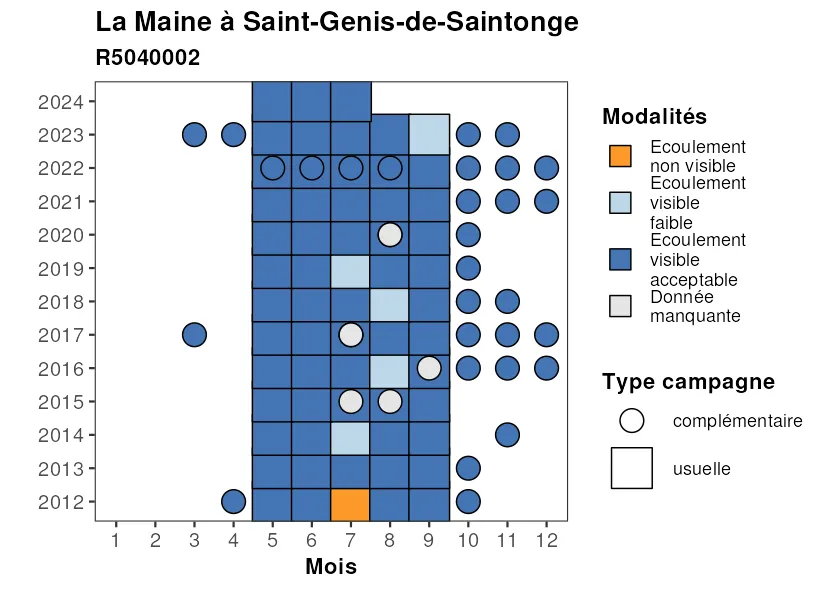 La Maine à Saint-Genis-de-Saintonge
R5040002
2024
2023
2022
2021
2020
2019
2018
2017
2016
2015
2014
2013
2012
1 2 3 4 5 6 7 8 9 10 11 12
Mois
Modalités
Ecoulement
non visible
Ecoulement
visible
faible
Ecoulement
visible
acceptable
Donnée
manquante
Type campagne
complémentaire
usuelle